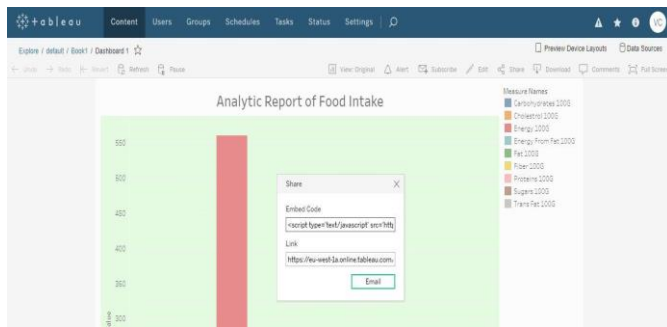 +ableau
Content Users Groups Schedules Tasks Status Settings
VC
Explore / default / Book1 / Dashboard 1
Preview Device Layouts Data Sources
Undo Redo Revert Refresh Pause
View: Original Alert Subscribe Edit Share Download Comments Full Screen
Analytic Report of Food Intake
Measure Names
Carbohydrates 100G
Cholestrol 100G
Energy 100G
Energy From Fat 100G
Fat 100G
Fiber 100G
Proteins 100G
Sugars 100G
Trans Fat 100G
550
500
450
400
350
300
Share
Embed Code
<script type='text/javascript' src='http
Link
https://eu-west-1a.online.tableau.com
Email